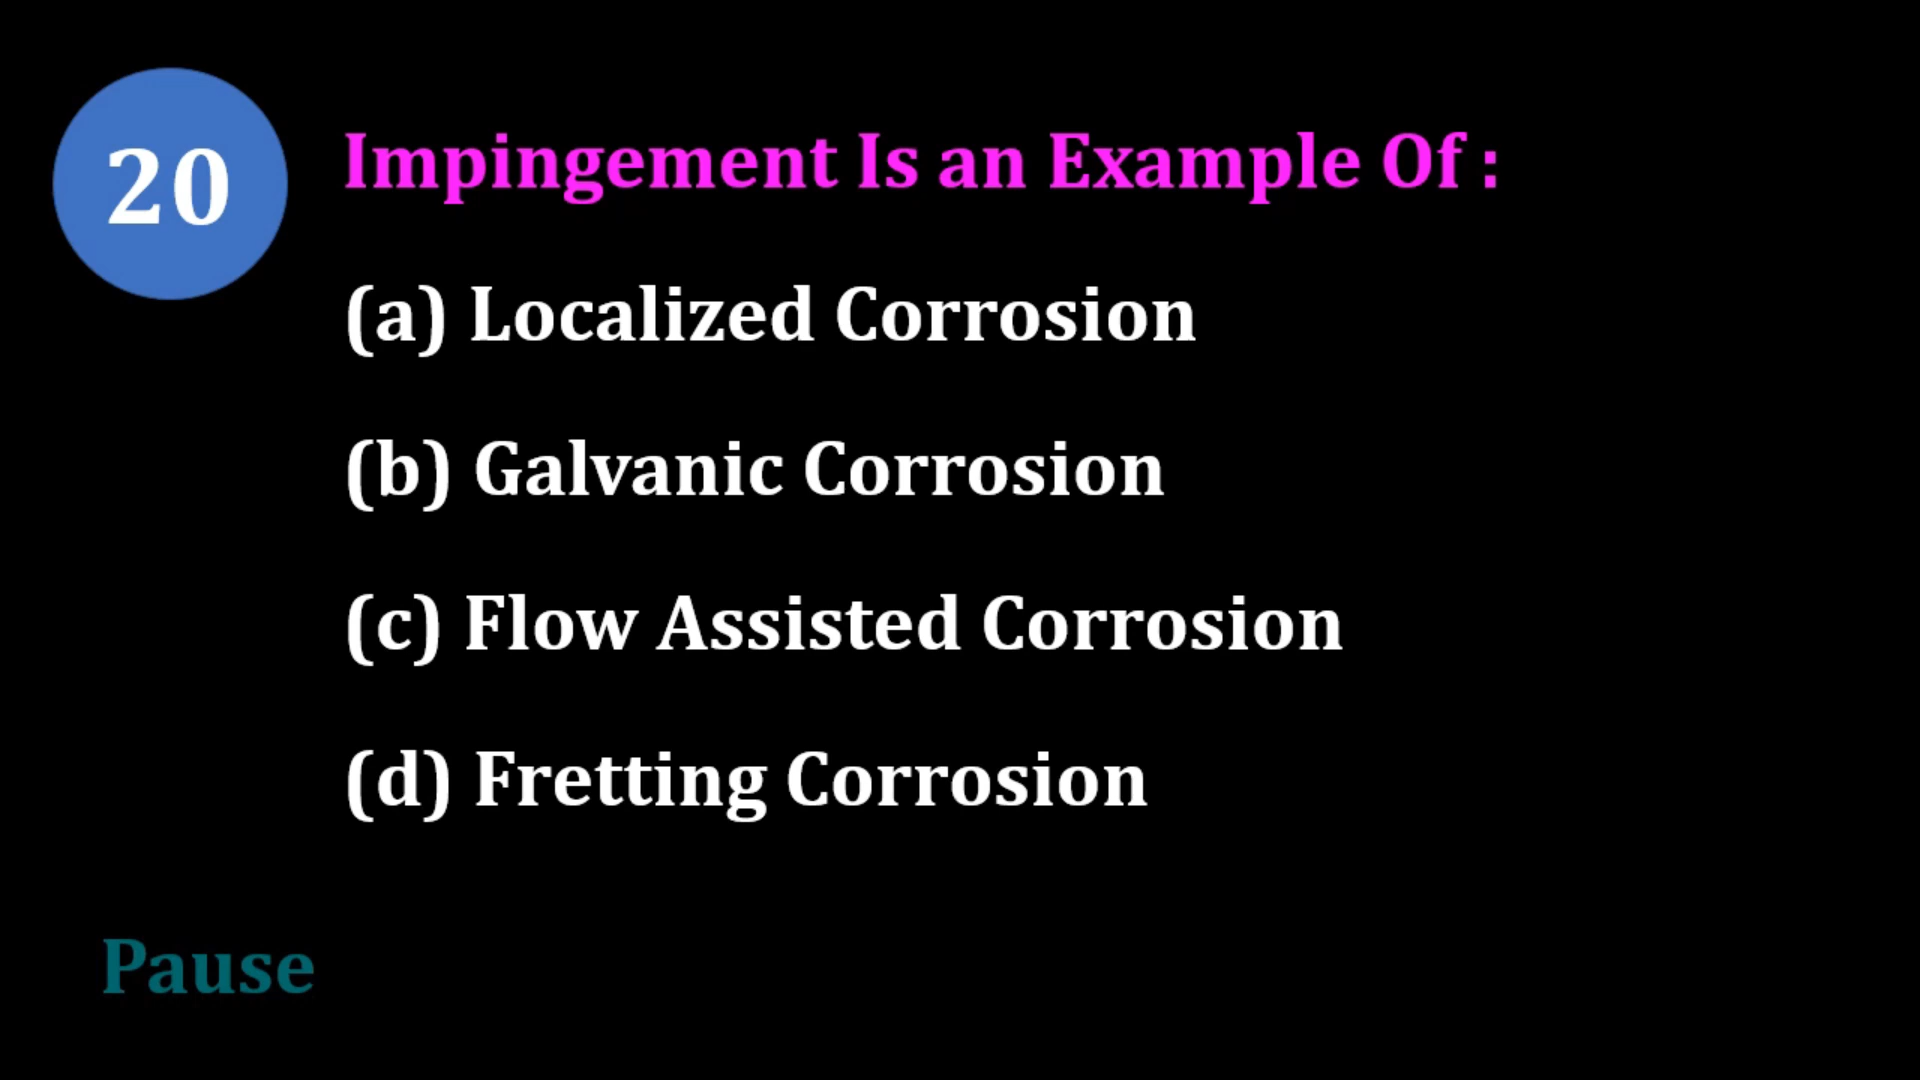 20
Impingement Is an Example Of :
(a) Localized Corrosion
(b) Galvanic Corrosion
(c) Flow Assisted Corrosion
(d) Fretting Corrosion
Pause